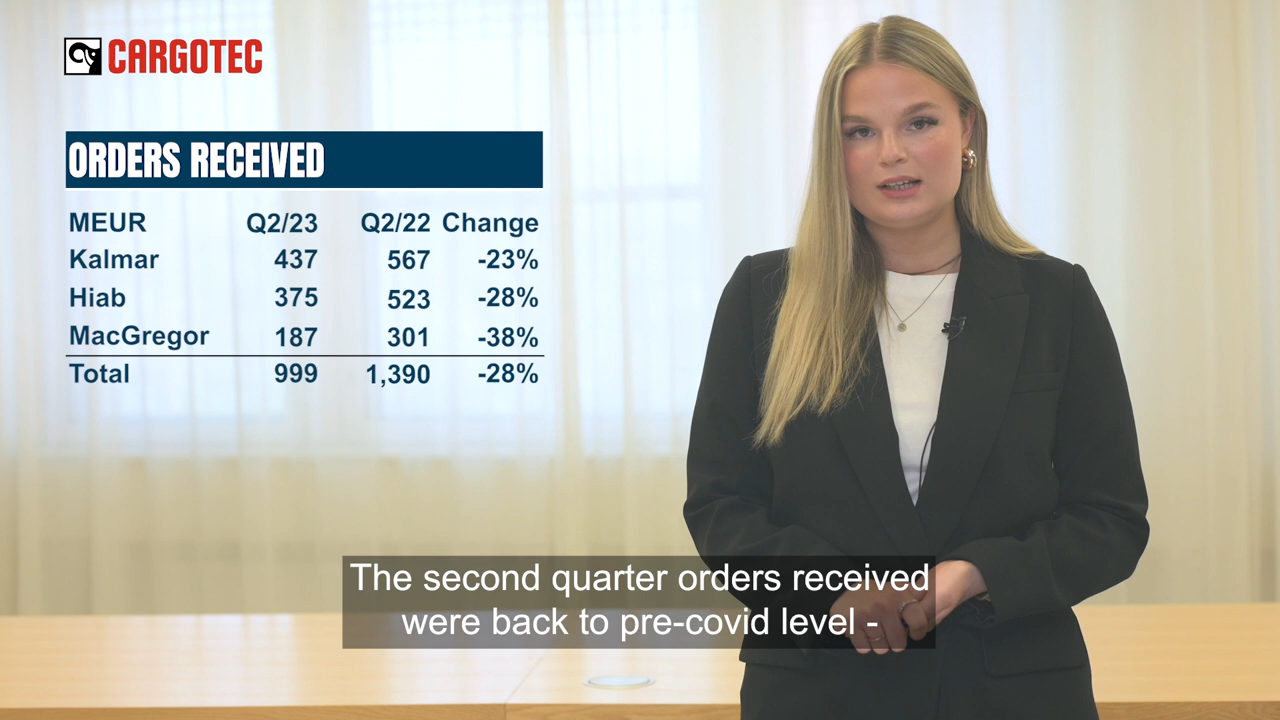 CARGOTEC
ORDERS RECEIVED
MEUR Q2/23 Q2/22 Change
Kalmar 437 567 -23%
Hiab 375 523 -28%
MacGregor 187 301 -38%
Total 999 1,390 -28%
The second quarter orders received
were back to pre-covid level -